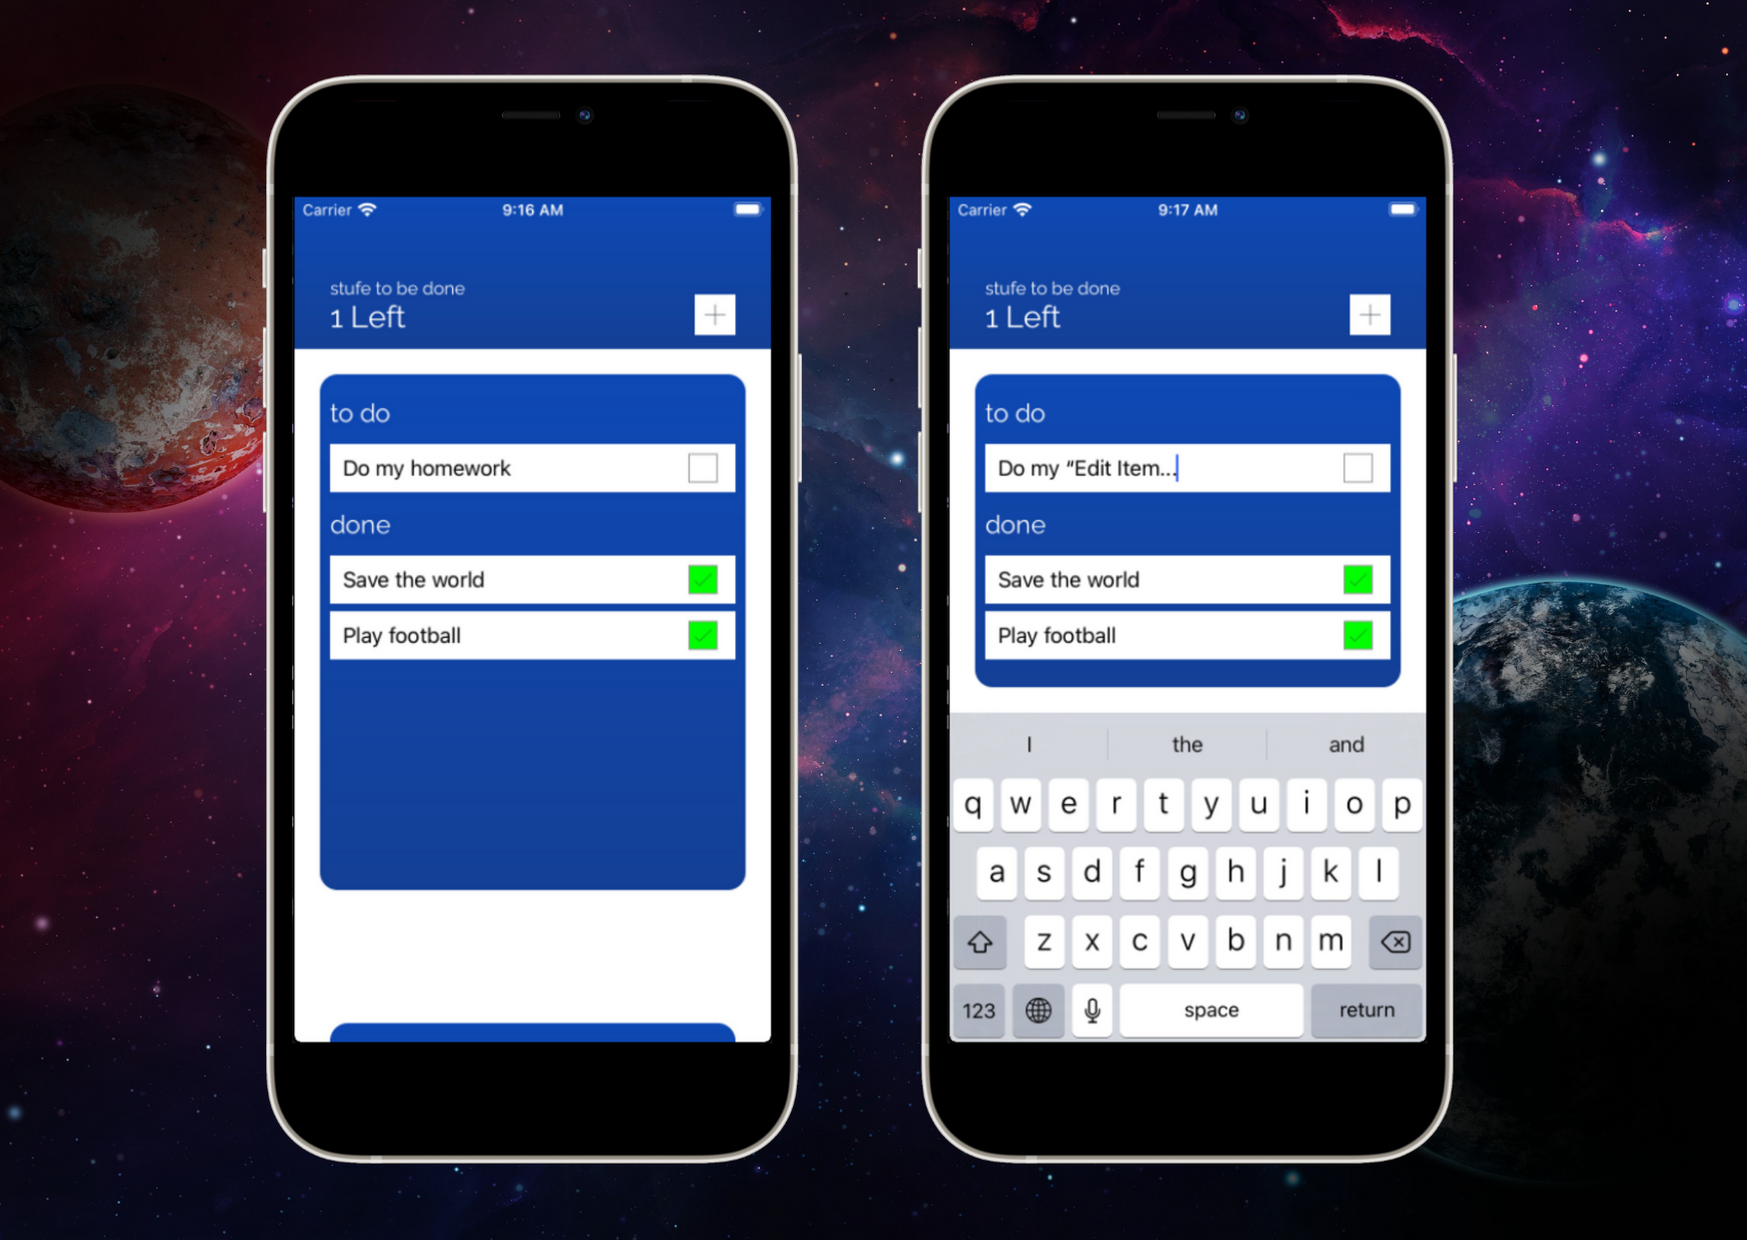 Carrier 9:16 AM
stufe to be done
1 Left
to do
Do my homework
done
Save the world
Play football
Carrier 9:17 AM
stufe to be done
1 Left
to do
Do my “Edit Item...
done
Save the world
Play football
I the and
q w e r t y u i o p
a s d f g h j k l
z x c v b n m
123 space return